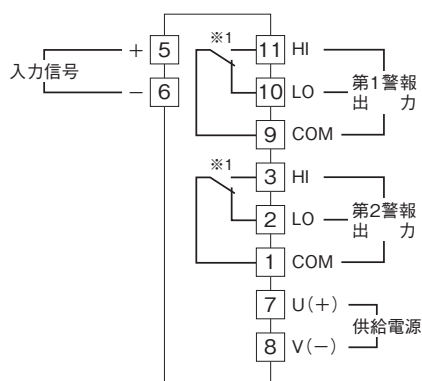 入力信号
+ 5
− 6
※1
11 HI
10 LO
9 COM
第1警報
出 力
※1
3 HI
2 LO
1 COM
第2警報
出 力
7 U(+)
8 V(−)
供給電源